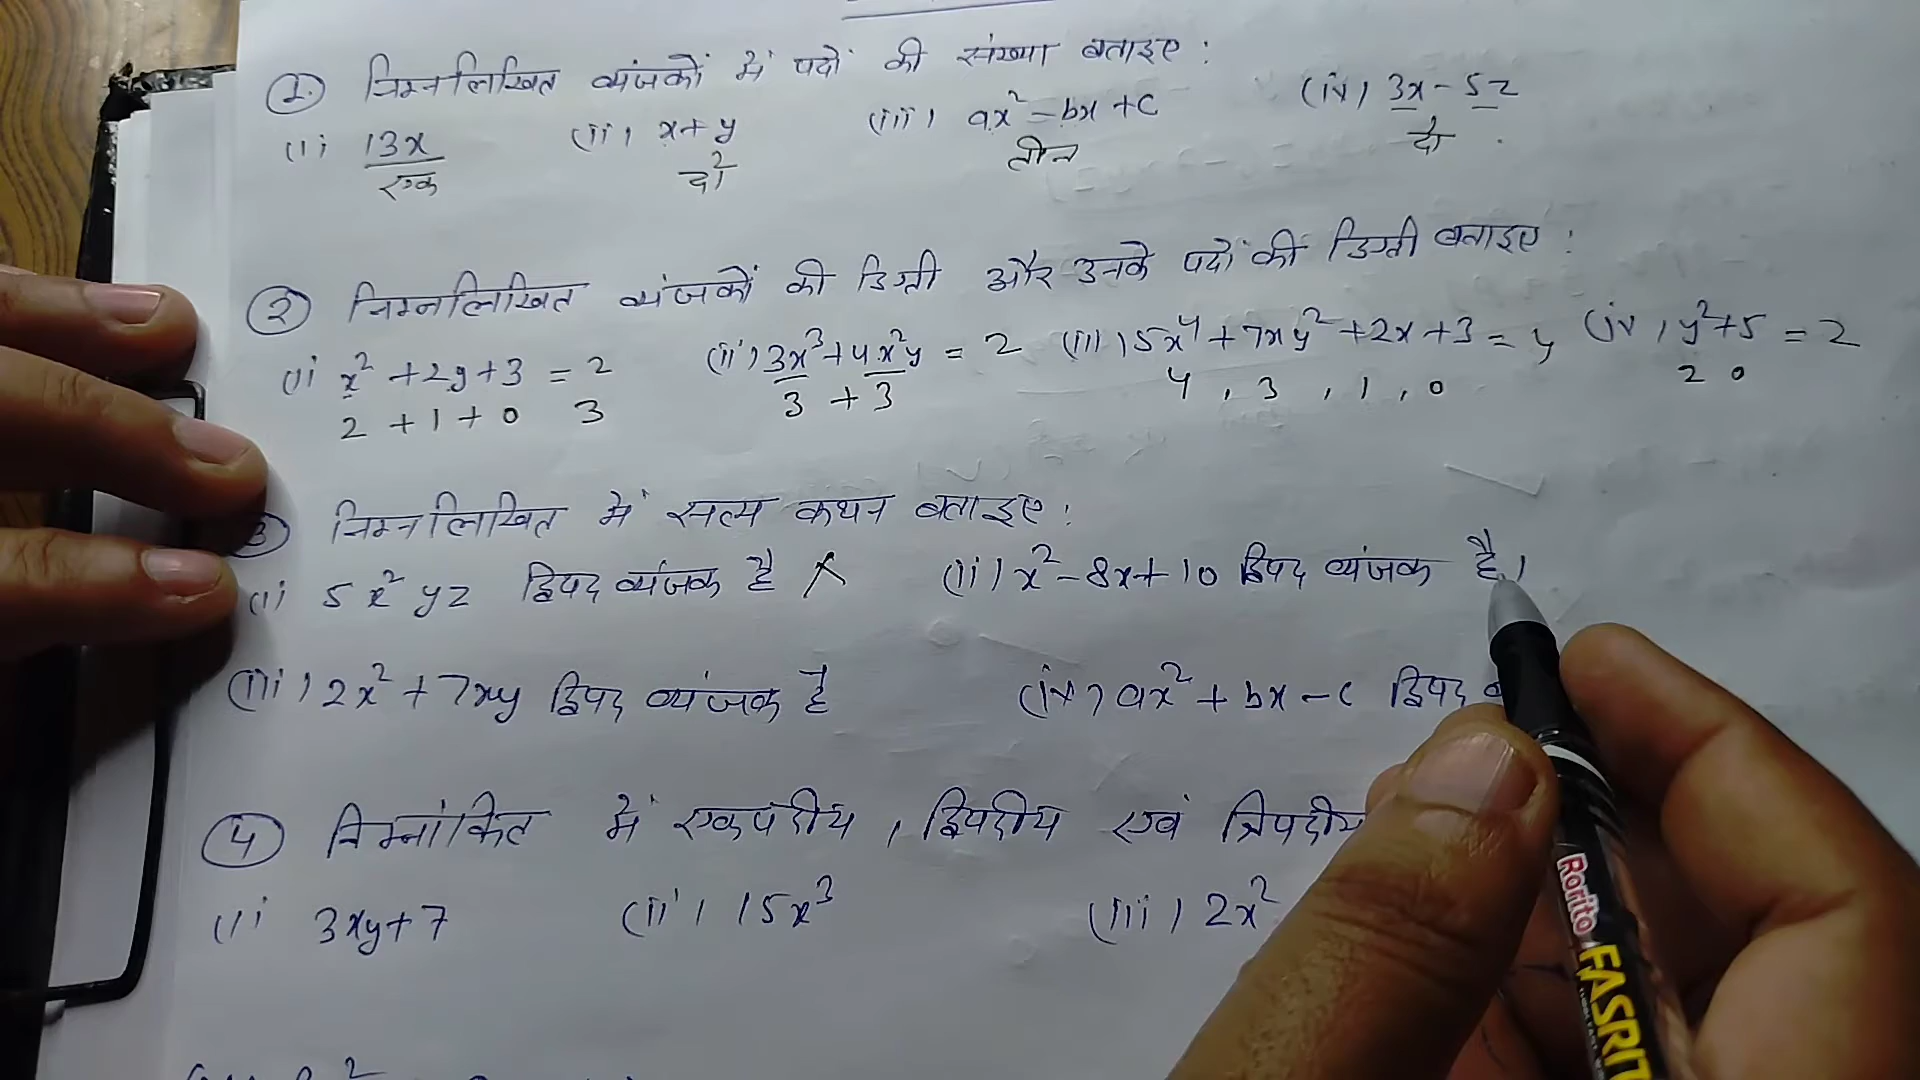 1. निम्नलिखित व्यंजकों में पदों की संख्या बताइए :
(i) 13x (ii) x+y (iii) ax² - bx + c (iv) 3x - 5z
एक दो तीन दो
2 निम्नलिखित व्यंजकों की डिग्री और उनके पदों की डिग्री बताइए :
(i) x² + 2y + 3 = 2 (ii) 3x³ + 4x²y = 2 (iii) 5x⁴ + 7xy² + 2x + 3 = y (iv) y² + 5 = 2
2 + 1 + 0 3 3 + 3 4 , 3 , 1 , 0 2 0
3 निम्नलिखित में सत्य कथन बताइए :
(i) 5x²yz द्विपद व्यंजक है X (ii) x² - 8x + 10 द्विपद व्यंजक है।
(iii) 2x² + 7xy द्विपद व्यंजक है (iv) ax² + bx - c द्विपद
4 निम्नांकित में एकपदीय , द्विपदीय एवं त्रिपदीय
(i) 3xy + 7 (ii) 15x³ (iii) 2x²
Rorito FASRIT